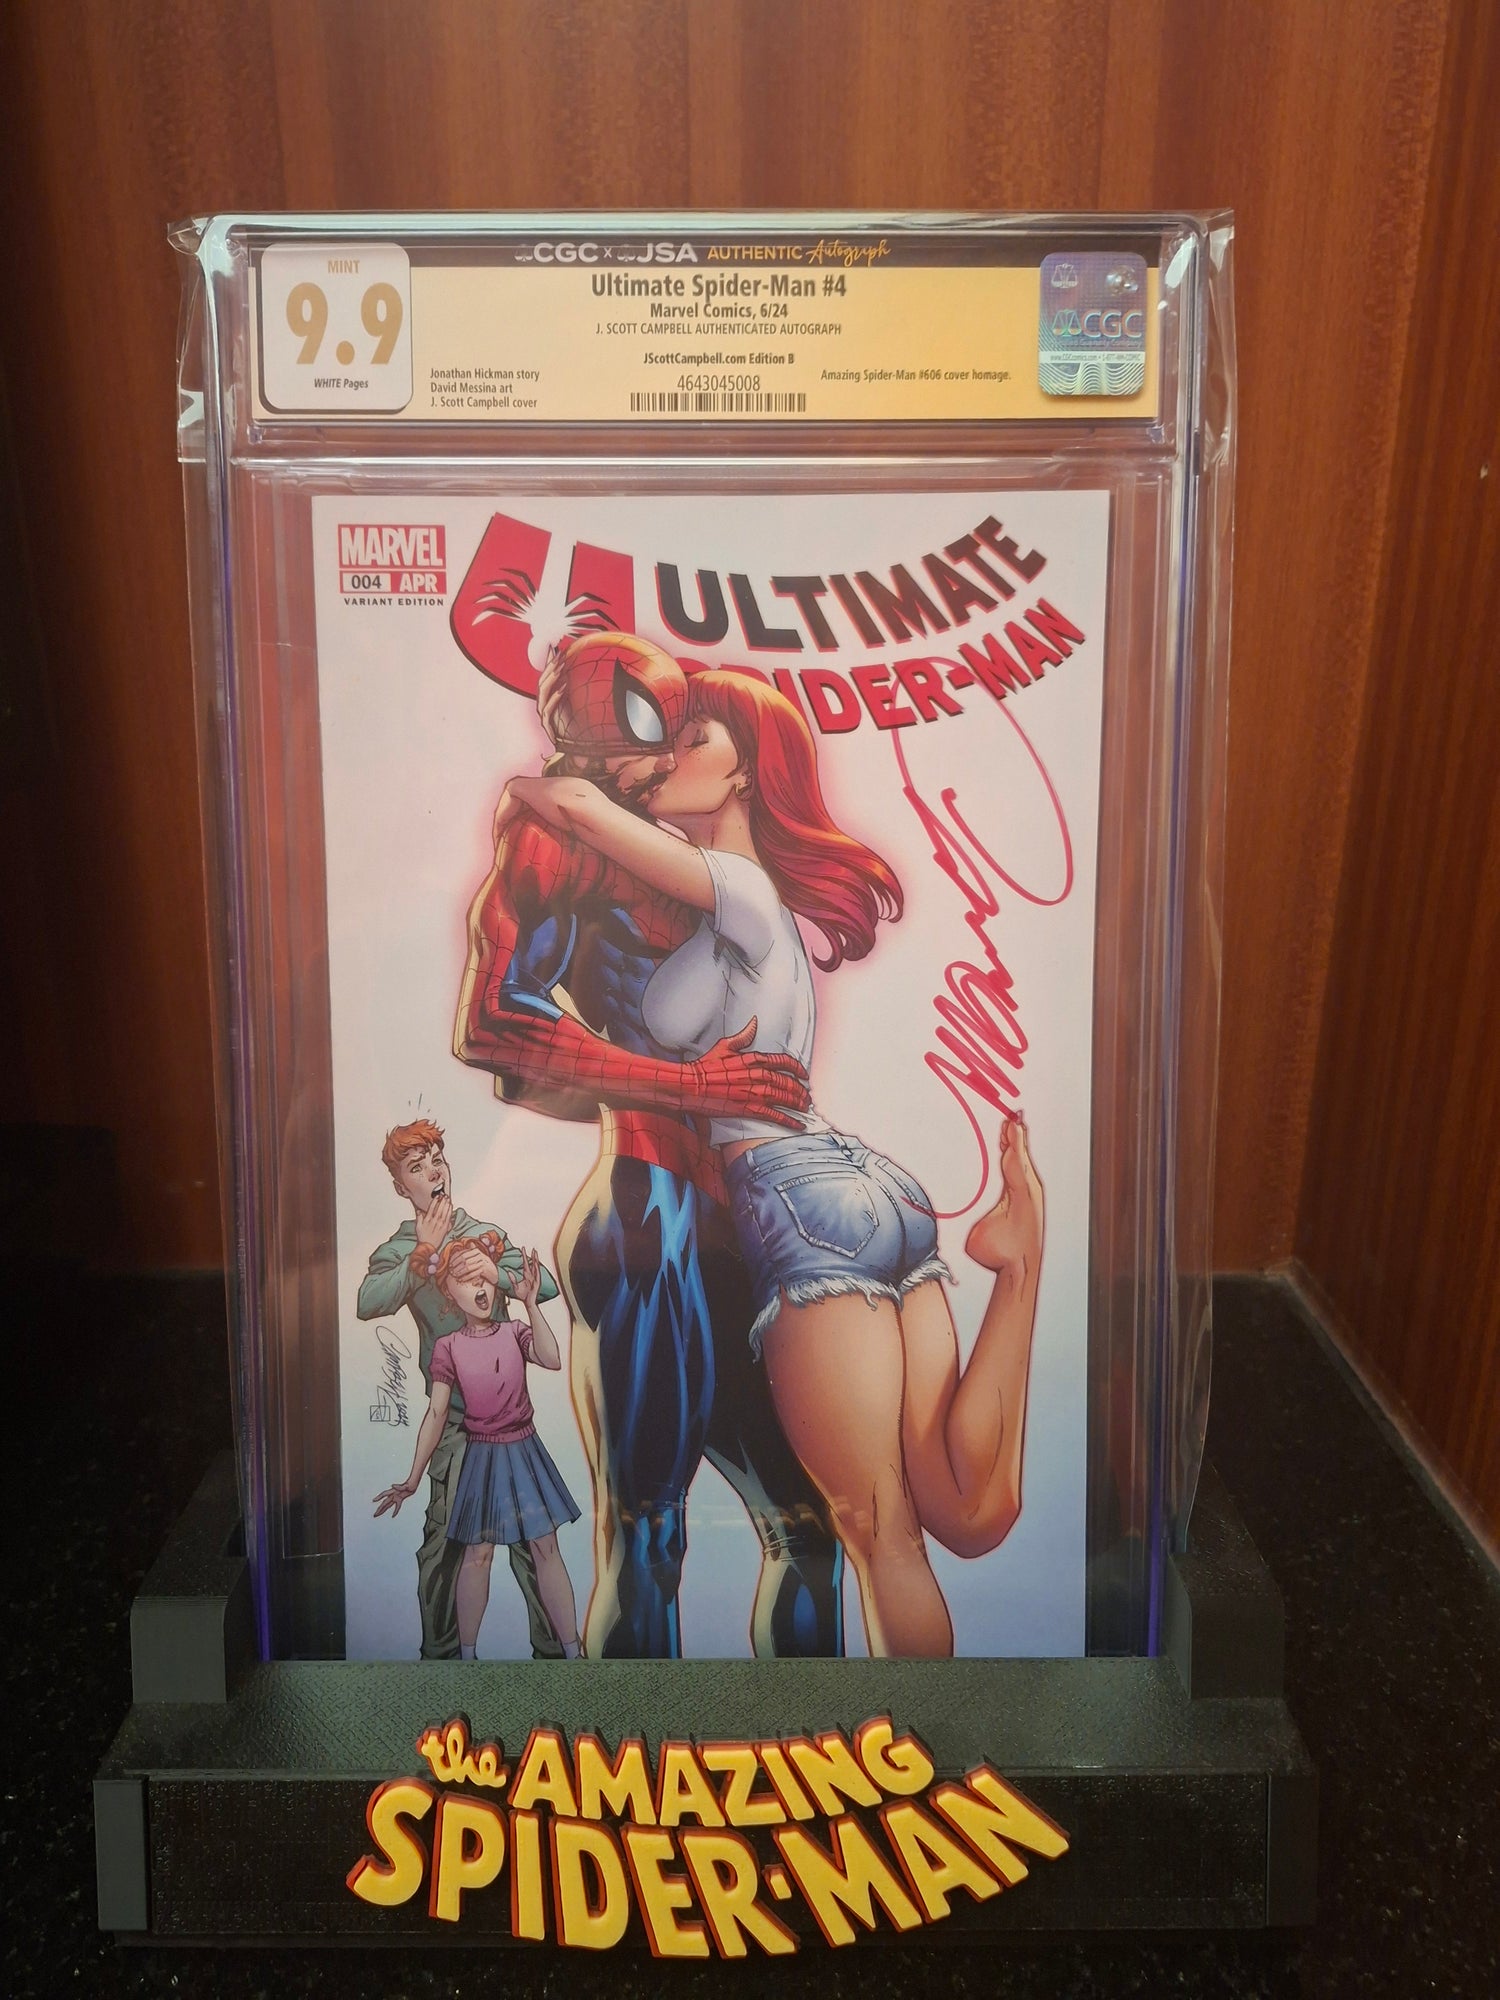 CGC x JSA AUTHENTIC Autograph
MINT
9.9
WHITE Pages
Ultimate Spider-Man #4
Marvel Comics, 6/24
J. SCOTT CAMPBELL AUTHENTICATED AUTOGRAPH
JScottCampbell.com Edition B
4643045008
Jonathan Hickman story
David Messina art
J. Scott Campbell cover
Amazing Spider-Man #606 cover homage.
CGC
MARVEL
004 APR
VARIANT EDITION
ULTIMATE
SPIDER-MAN
the AMAZING
SPIDER-MAN